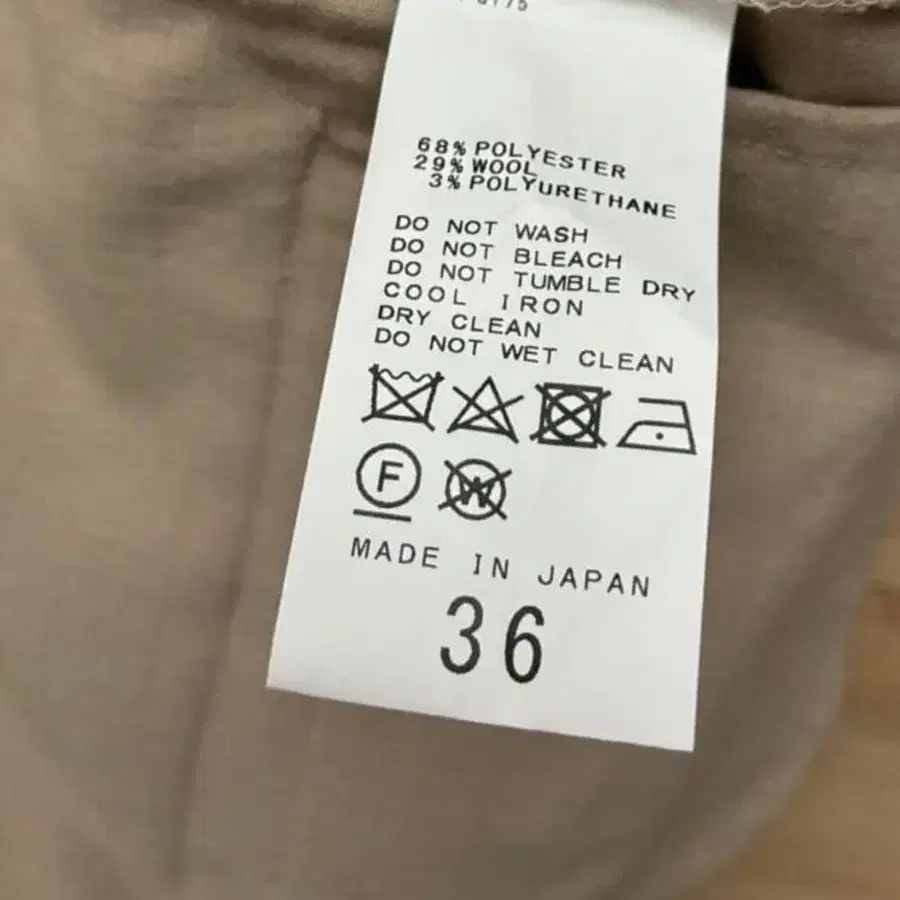 68% POLYESTER
29% WOOL
3% POLYURETHANE
DO NOT WASH
DO NOT BLEACH
DO NOT TUMBLE DRY
COOL IRON
DRY CLEAN
DO NOT WET CLEAN
F W
MADE IN JAPAN
36